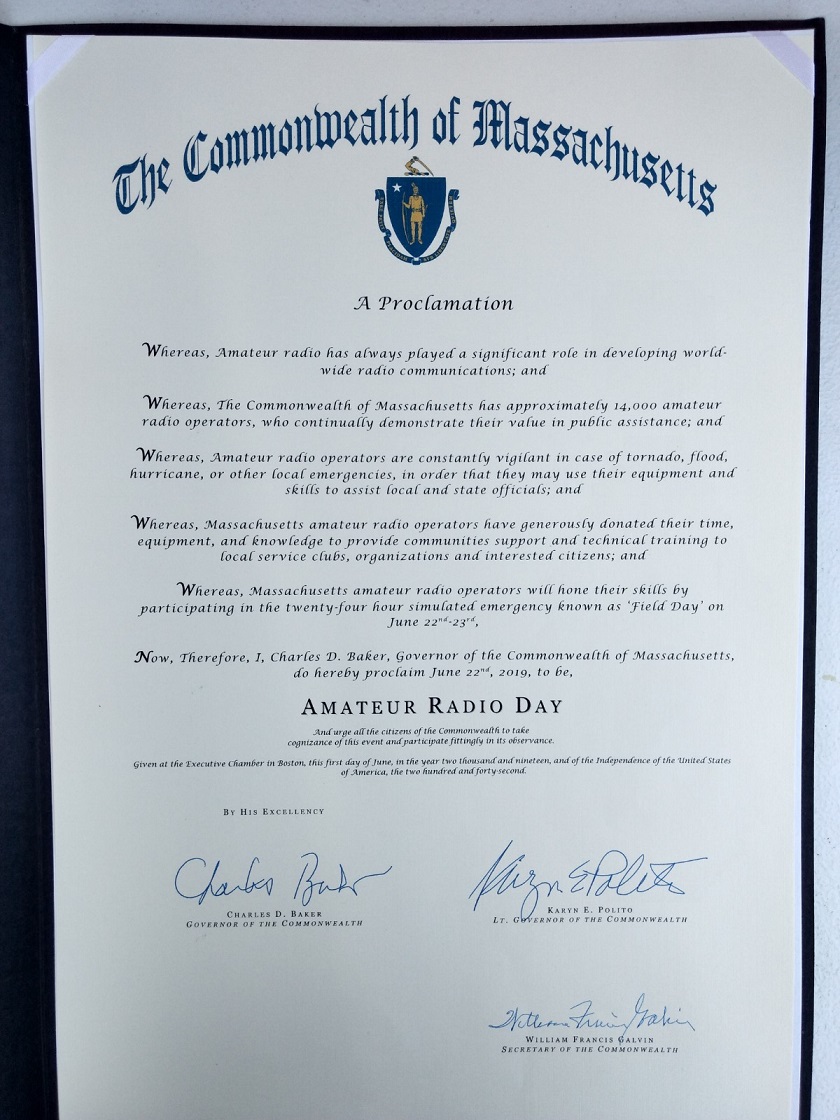 The Commonwealth of Massachusetts
A Proclamation
Whereas, Amateur radio has always played a significant role in developing world-
wide radio communications; and
Whereas, The Commonwealth of Massachusetts has approximately 14,000 amateur
radio operators, who continually demonstrate their value in public assistance; and
Whereas, Amateur radio operators are constantly vigilant in case of tornado, flood,
hurricane, or other local emergencies, in order that they may use their equipment and
skills to assist local and state officials; and
Whereas, Massachusetts amateur radio operators have generously donated their time,
equipment, and knowledge to provide communities support and technical training to
local service clubs, organizations and interested citizens; and
Whereas, Massachusetts amateur radio operators will hone their skills by
participating in the twenty-four hour simulated emergency known as 'Field Day' on
June 22nd-23rd,
Now, Therefore, I, Charles D. Baker, Governor of the Commonwealth of Massachusetts,
do hereby proclaim June 22nd, 2019, to be,
AMATEUR RADIO DAY
And urge all the citizens of the Commonwealth to take
cognizance of this event and participate fittingly in its observance.
Given at the Executive Chamber in Boston, this first day of June, in the year two thousand and nineteen, and of the Independence of the United States
of America, the two hundred and forty-second.
BY HIS EXCELLENCY
Charles Baker
CHARLES D. BAKER
GOVERNOR OF THE COMMONWEALTH
Karyn E Polito
KARYN E. POLITO
LT. GOVERNOR OF THE COMMONWEALTH
William Francis Galvin
WILLIAM FRANCIS GALVIN
SECRETARY OF THE COMMONWEALTH